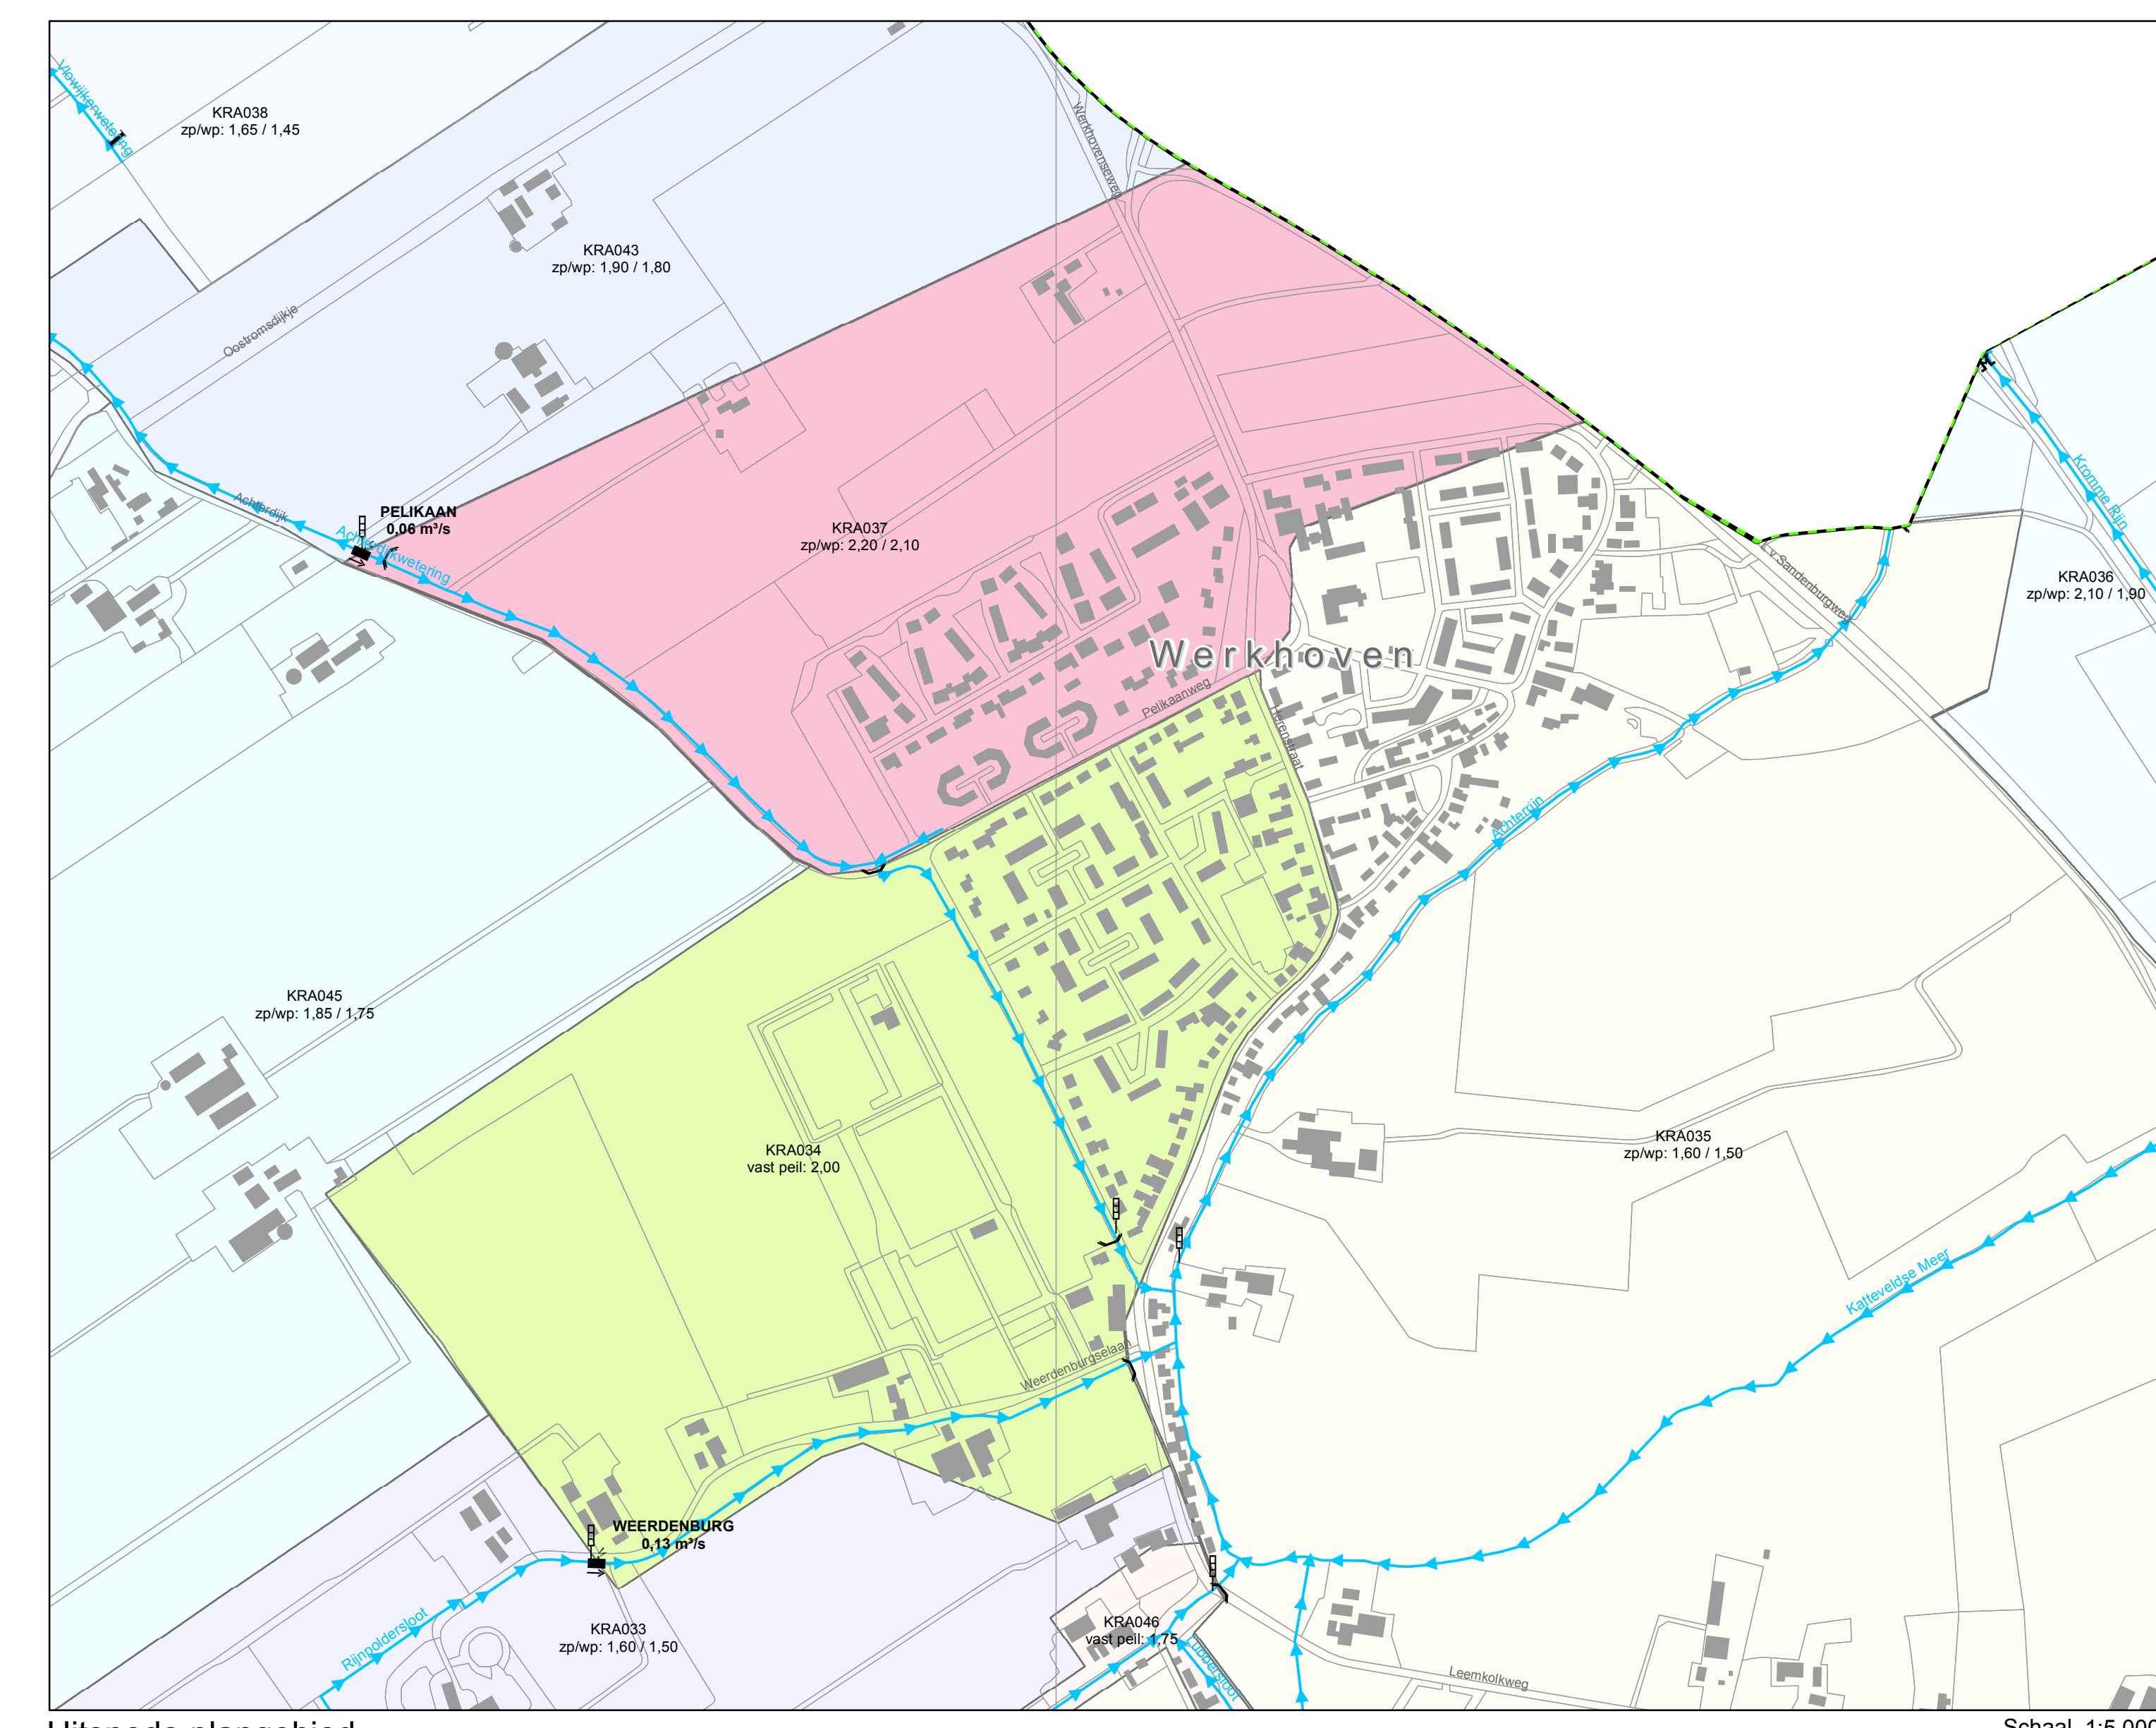 Vlowijkerwetering
KRA038
zp/wp: 1,65 / 1,45
Werkhovenseweg
KRA043
zp/wp: 1,90 / 1,80
Oostromsdijkje
Kromme Rijn
Achterdijk
PELIKAAN
0,06 m³/s
Achterdijkwetering
KRA037
zp/wp: 2,20 / 2,10
L v Sandenburgweg
KRA036
zp/wp: 2,10 / 1,90
Werkhoven
Pelikaanweg
Herenstraat
Achterrijn
KRA045
zp/wp: 1,85 / 1,75
KRA034
vast peil: 2,00
KRA035
zp/wp: 1,60 / 1,50
Katteveldse Meer
Weerdenburgselaan
WEERDENBURG
0,13 m³/s
Rijnpoldersloot
KRA033
zp/wp: 1,60 / 1,50
KRA046
vast peil: 1,75
Lubbersloot
Leemkolkweg